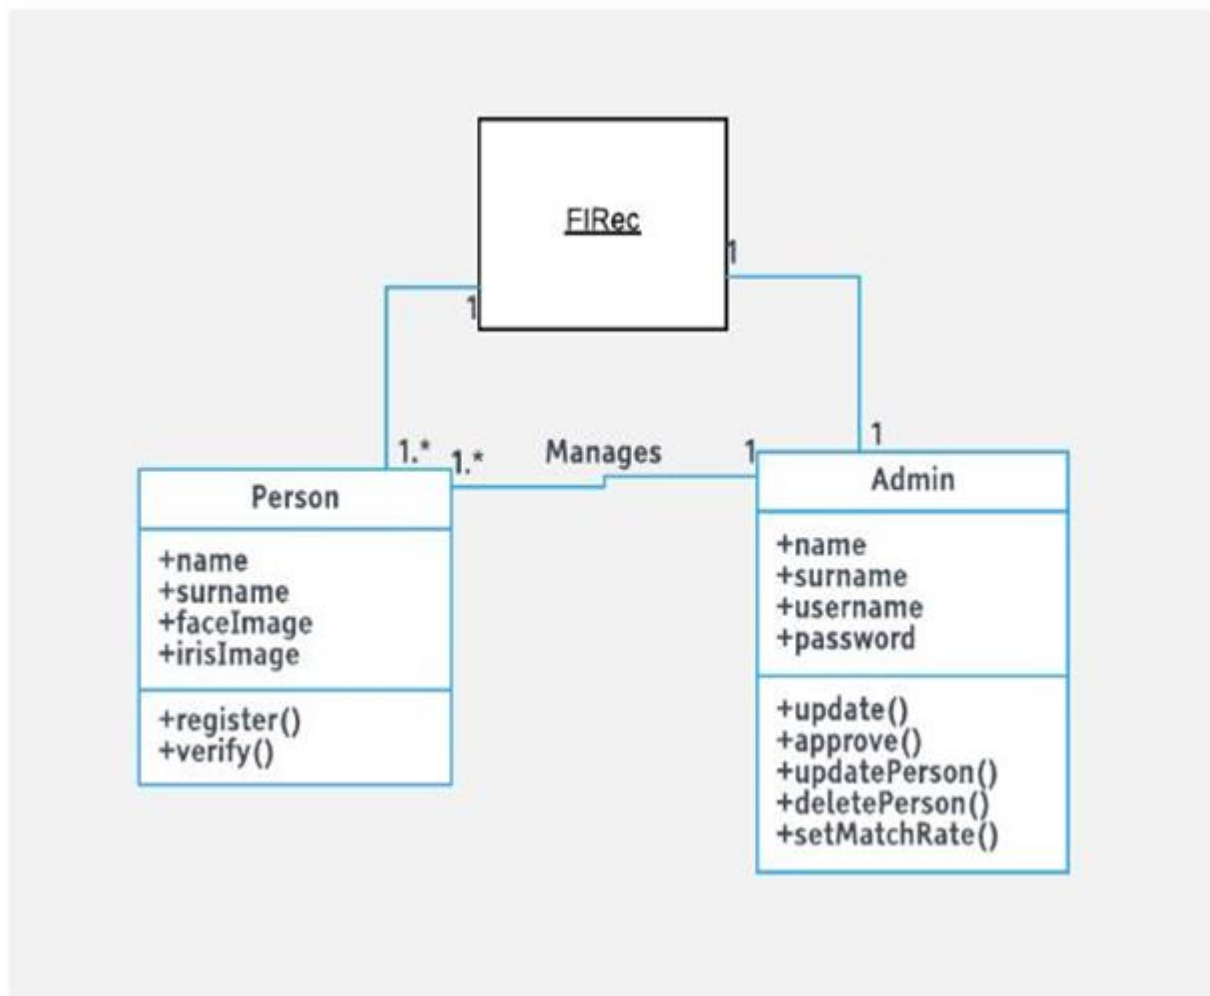 FIRec
1
1
1.*
1.*
Manages
1
1
Person
+name
+surname
+faceImage
+irisImage
+register()
+verify()
Admin
+name
+surname
+username
+password
+update()
+approve()
+updatePerson()
+deletePerson()
+setMatchRate()